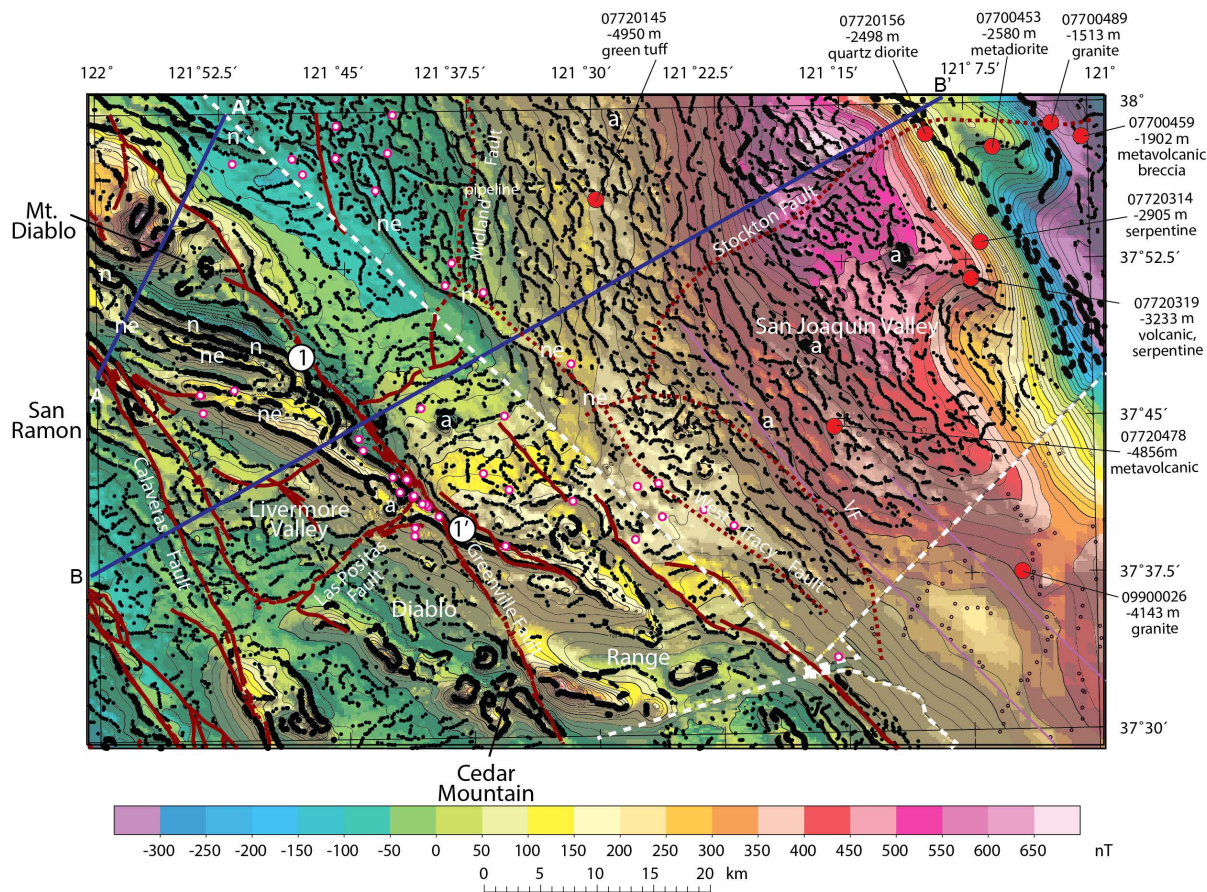 07720145
-4950 m
green tuff
07720156
-2498 m
quartz diorite
07700453
-2580 m
metadiorite
07700489
-1513 m
granite
122°
121° 52.5´
121° 45´
121° 37.5´
121° 30´
121° 22.5´
121° 15´
121° 7.5´
121°
B'
38°
A'
n
a
07700459
-1902 m
metavolcanic
breccia
Fault
pipeline
Midland
ne
Stockton Fault
07720314
-2905 m
serpentine
Mt.
Diablo
a
37°52.5´
n
n
07720319
-3233 m
volcanic,
serpentine
ne
n
ne
n
1
San Joaquin Valley
a
ne
A
ne
San
Ramon
ne
a
a
37°45´
07720478
-4856m
metavolcanic
Calaveras
Fault
Livermore
Valley
a
1'
West Tracy
Fault
VF
B
Las Positas
Fault
Greenville Fault
37°37.5´
09900026
-4143 m
granite
Diablo
Range
37°30´
Cedar
Mountain
-300 -250 -200 -150 -100 -50 0 50 100 150 200 250 300 350 400 450 500 550 600 650 nT
0 5 10 15 20 km